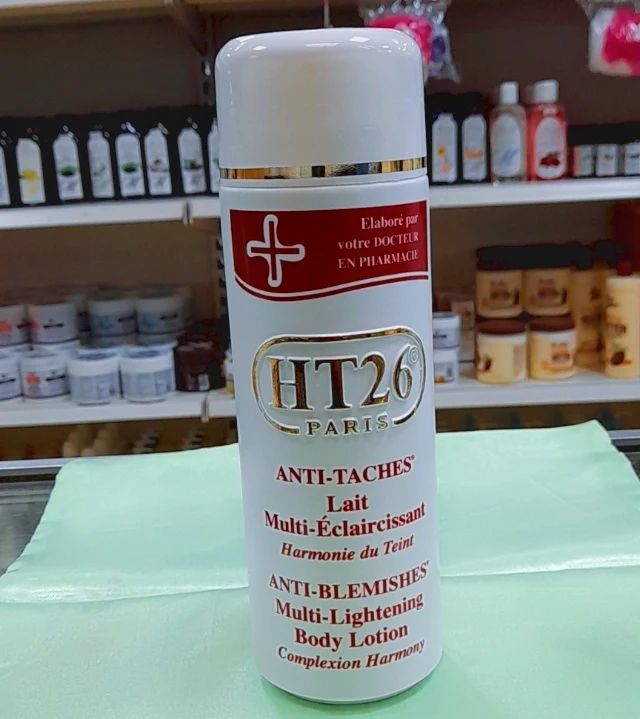 Elaboré par
votre DOCTEUR
EN PHARMACIE
HT26©
PARIS
ANTI-TACHES®
Lait
Multi-Éclaircissant
Harmonie du Teint
ANTI-BLEMISHES®
Multi-Lightening
Body Lotion
Complexion Harmony